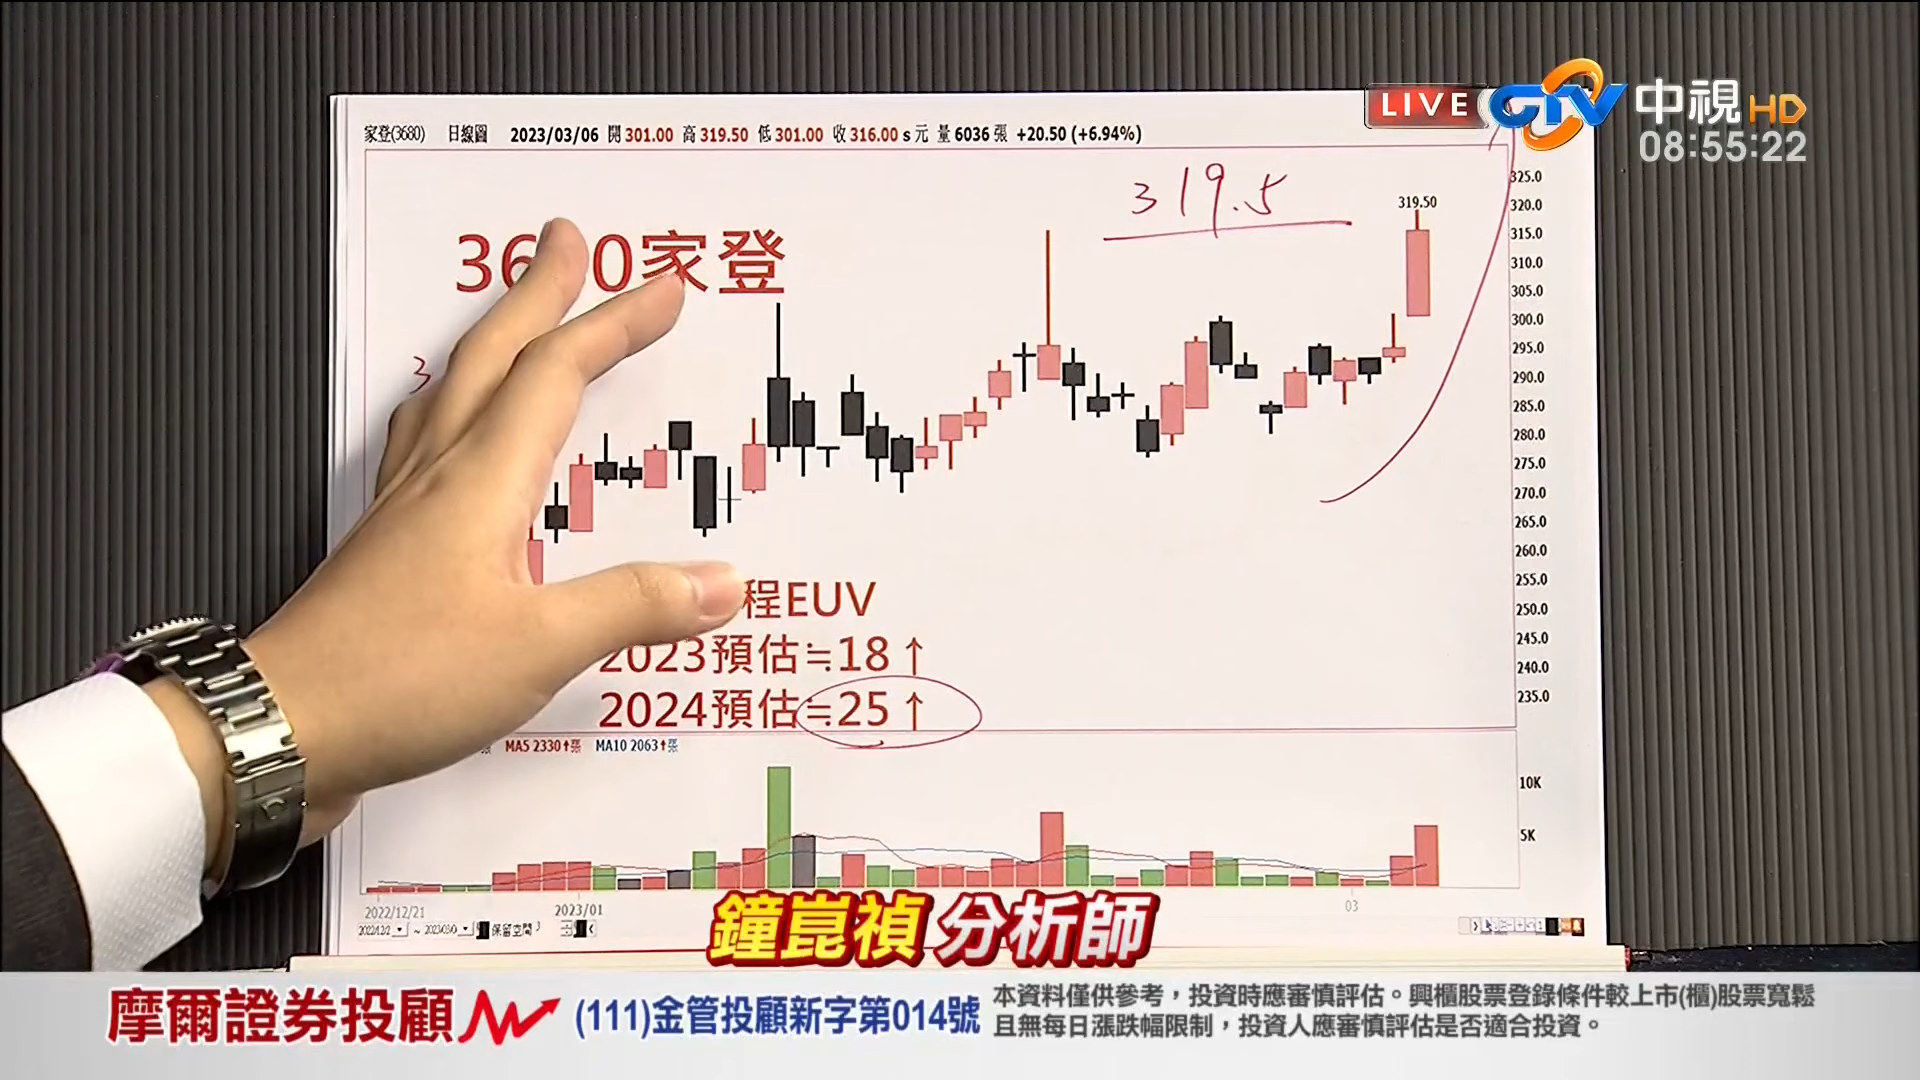 LIVE CTV 中視HD
08:55:22
家登(3680) 日線圖 2023/03/06 開 301.00 高 319.50 低 301.00 收 316.00 s 元 量 6036 張 +20.50 (+6.94%)
319.5
319.50
3 0家登
3
325.0
320.0
315.0
310.0
305.0
300.0
295.0
290.0
285.0
280.0
275.0
270.0
265.0
260.0
255.0
250.0
245.0
240.0
235.0
程EUV
2023預估≒18↑
2024預估≒25↑
MA5 2330↑張 MA10 2063↑張
10K
5K
2022/12/21 2023/01 03
保留空間 3
鐘崑禎 分析師
摩爾證券投顧 (111)金管投顧新字第014號
本資料僅供參考，投資時應審慎評估。興櫃股票登錄條件較上市(櫃)股票寬鬆
且無每日漲跌幅限制，投資人應審慎評估是否適合投資。